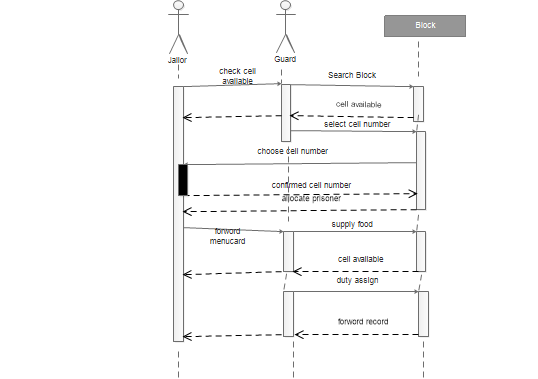 Block
Jailor
Guard
check cell
available
Search Block
cell available
select cell number
choose cell number
confirmed cell number
allocate prisoner
forword
menucard
supply food
cell available
duty assign
forword record